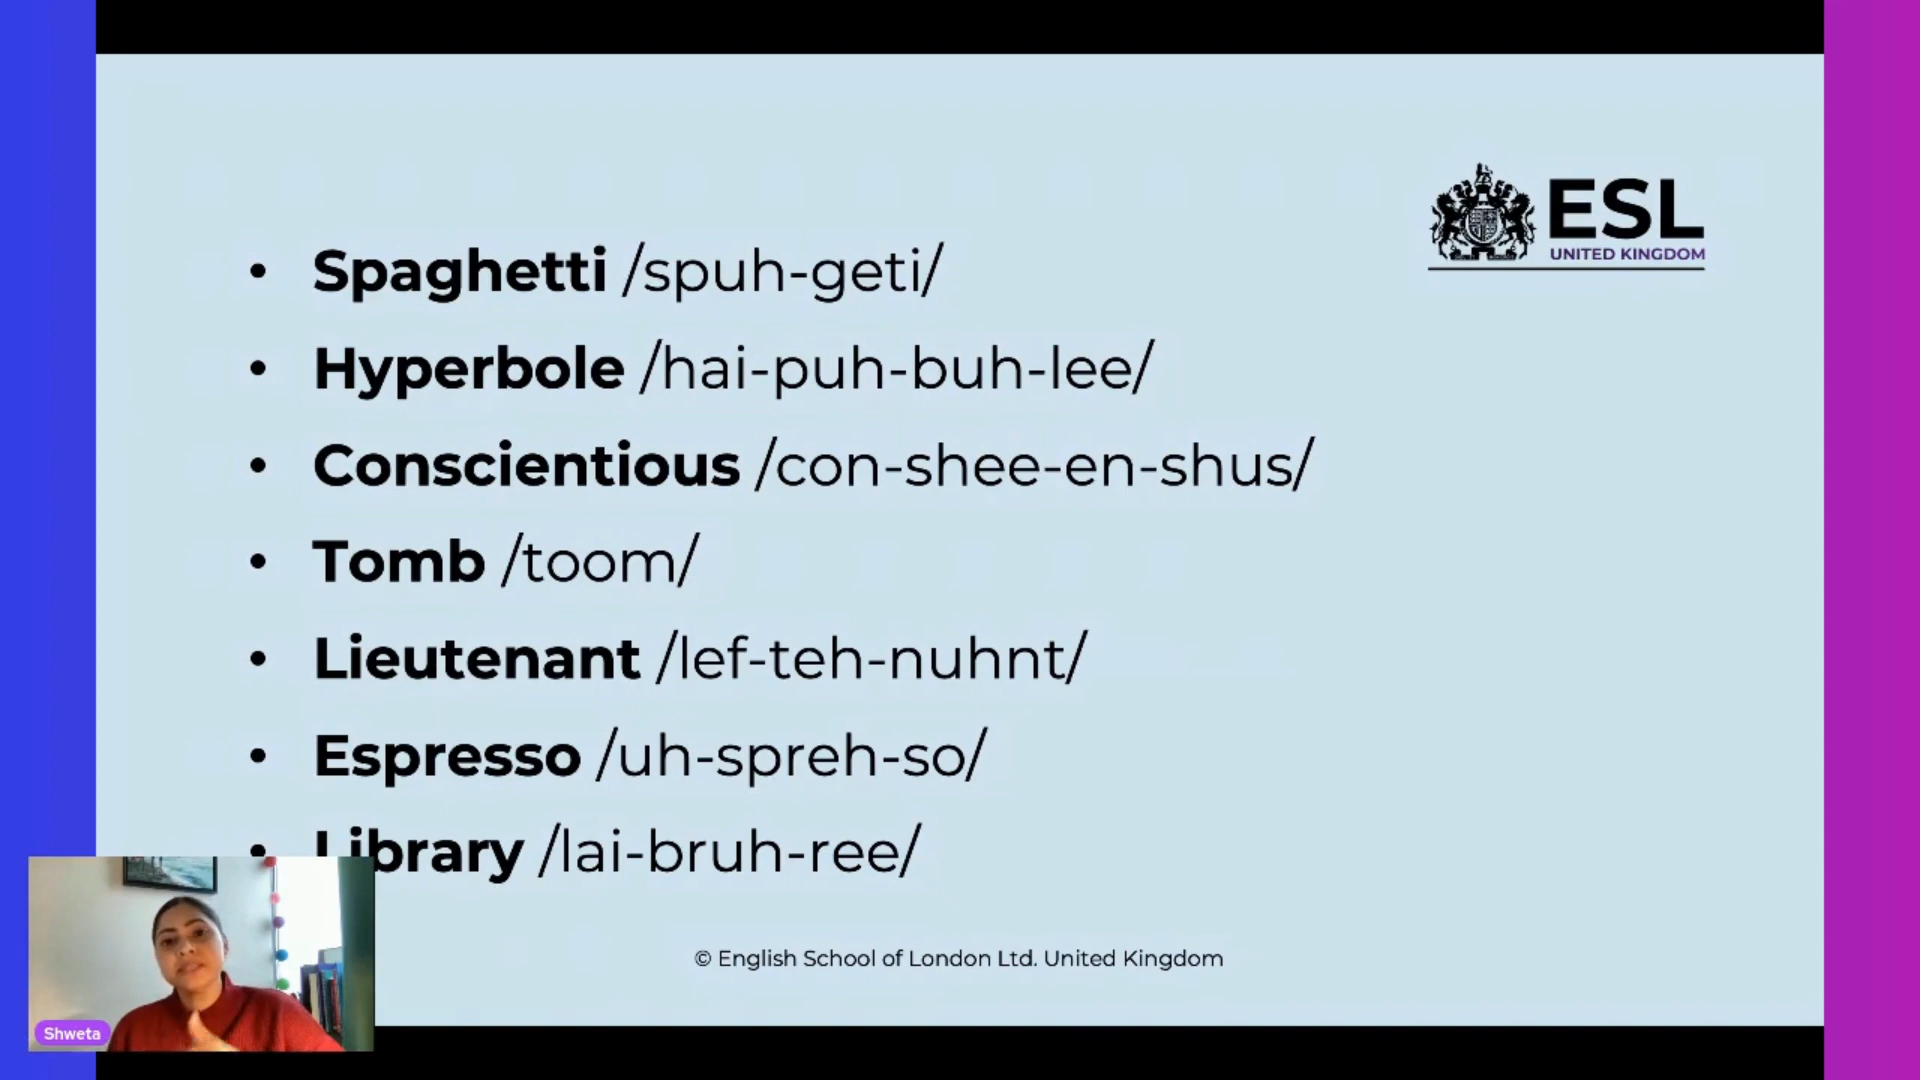 ESL
UNITED KINGDOM
• Spaghetti /spuh-geti/
• Hyperbole /hai-puh-buh-lee/
• Conscientious /con-shee-en-shus/
• Tomb /toom/
• Lieutenant /lef-teh-nuhnt/
• Espresso /uh-spreh-so/
• Library /lai-bruh-ree/
© English School of London Ltd. United Kingdom
Shweta